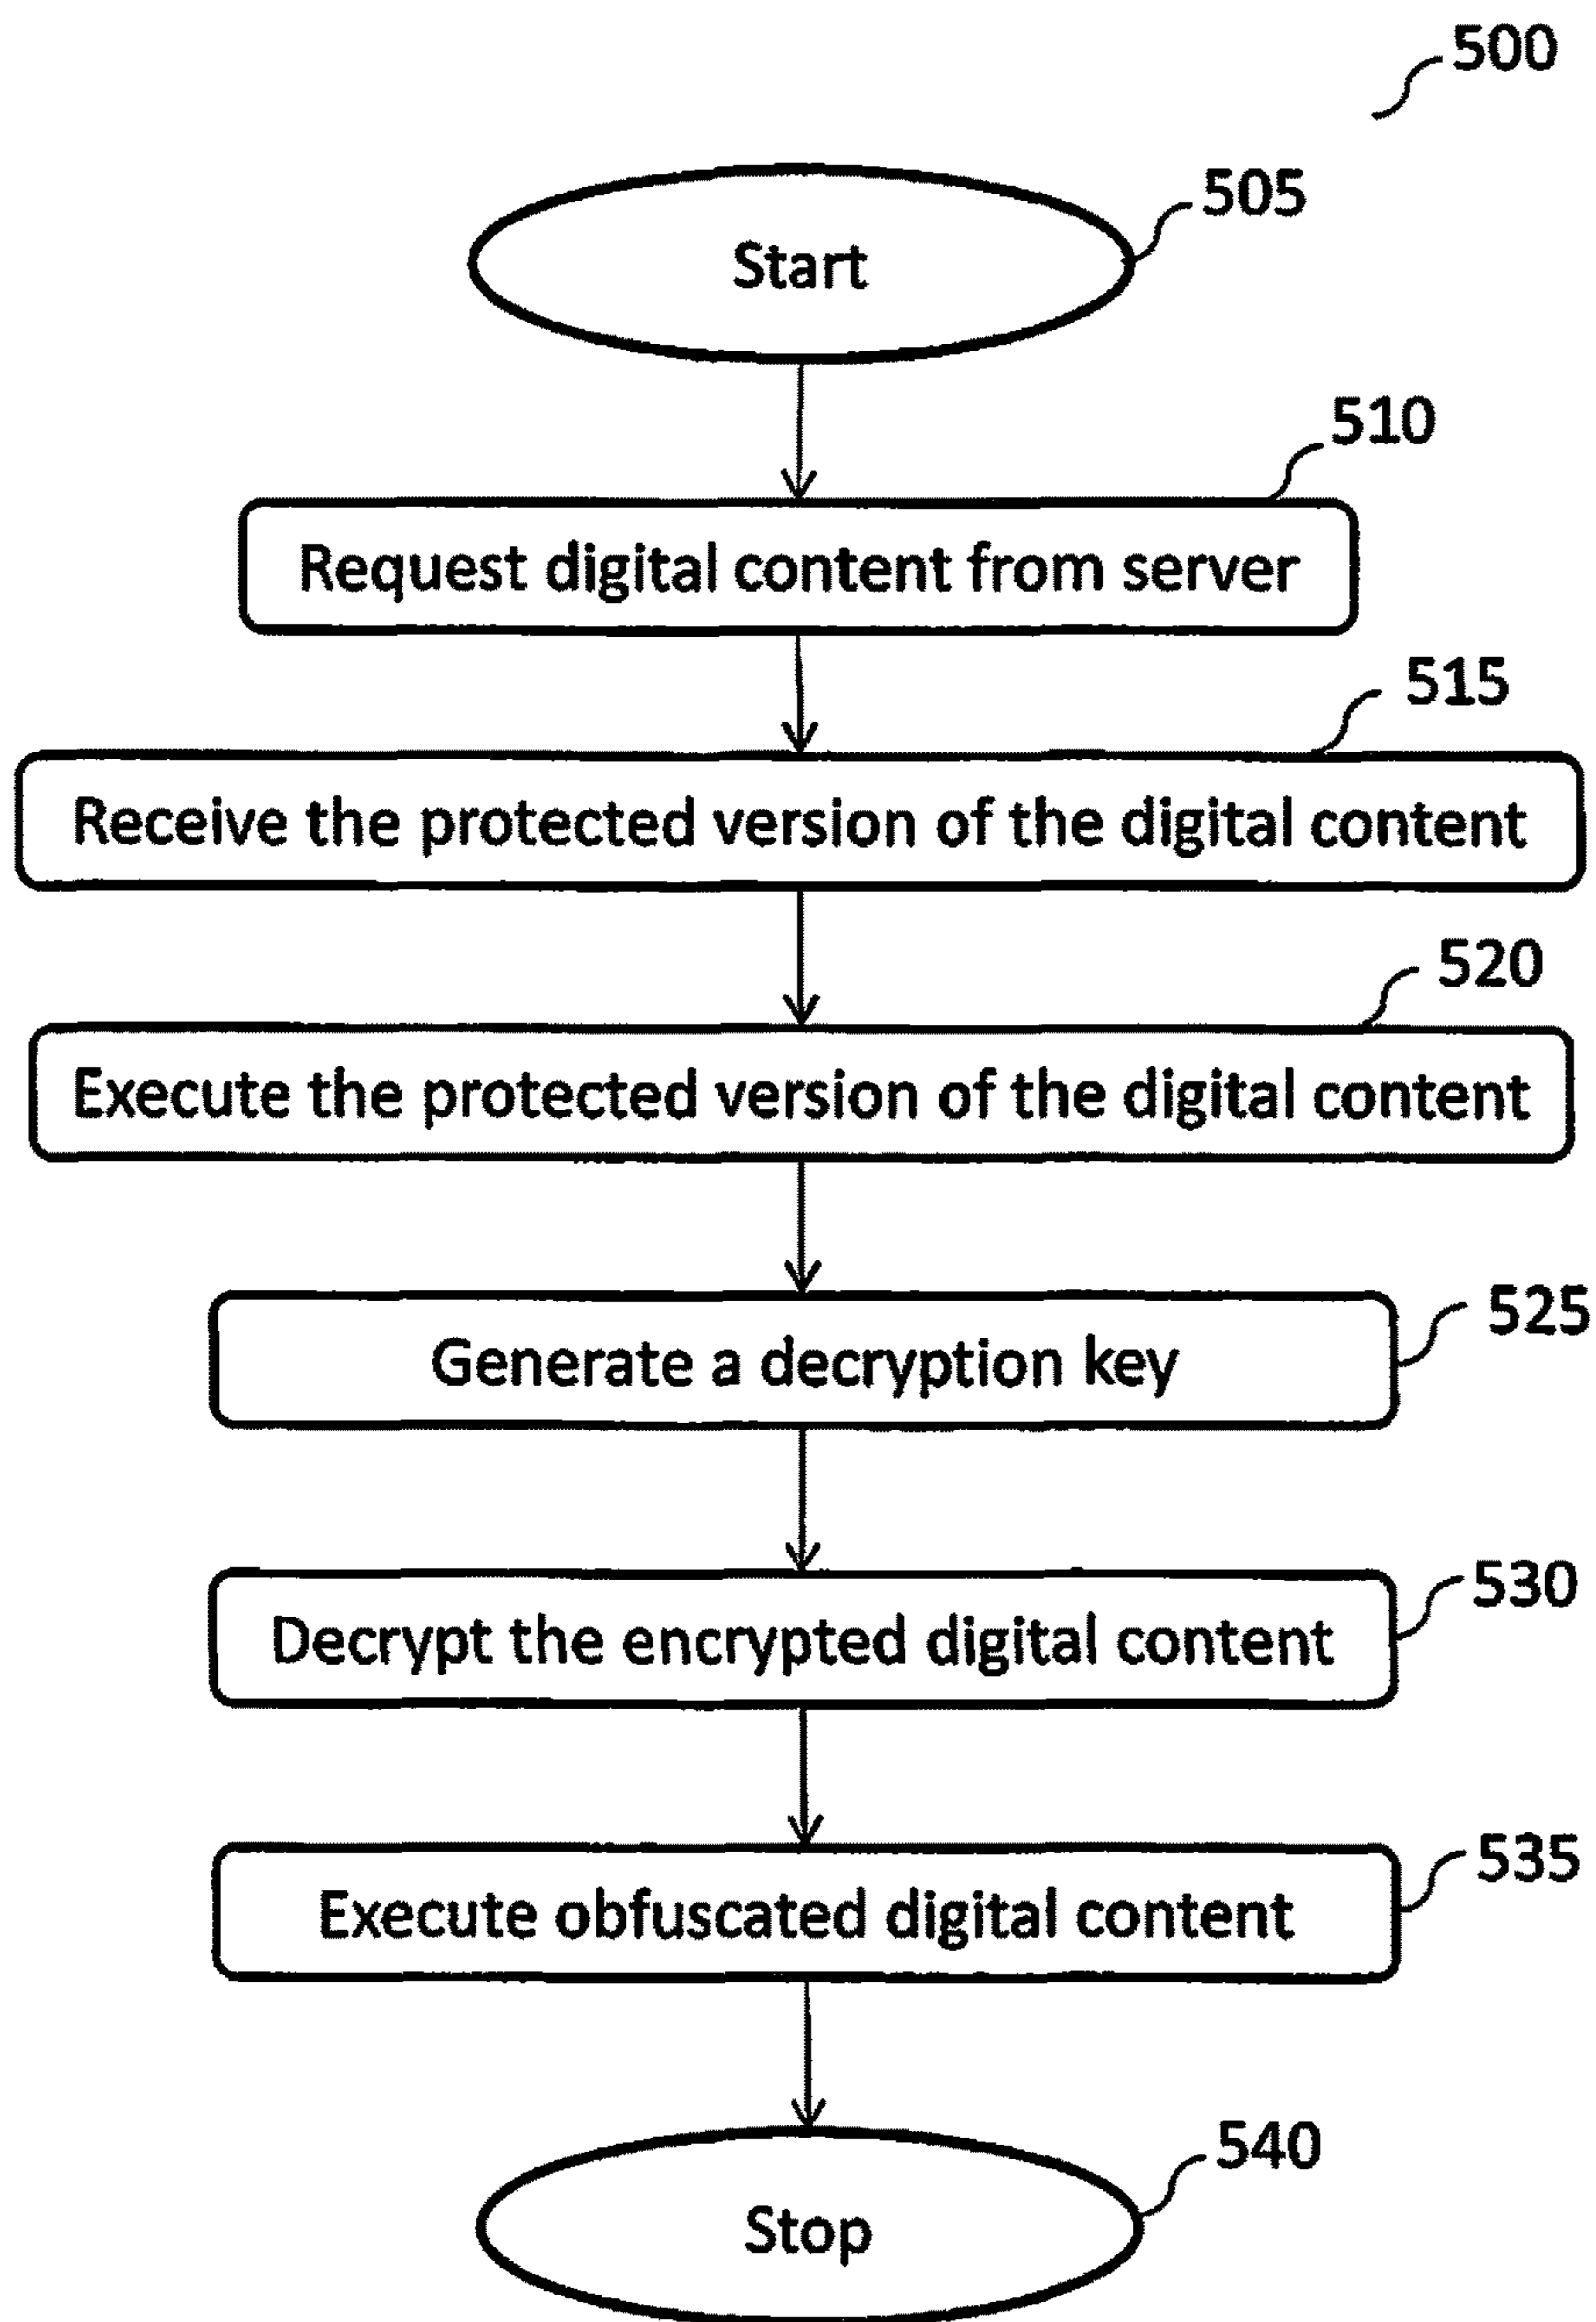 500
505
Start
510
Request digital content from server
515
Receive the protected version of the digital content
520
Execute the protected version of the digital content
525
Generate a decryption key
530
Decrypt the encrypted digital content
535
Execute obfuscated digital content
540
Stop